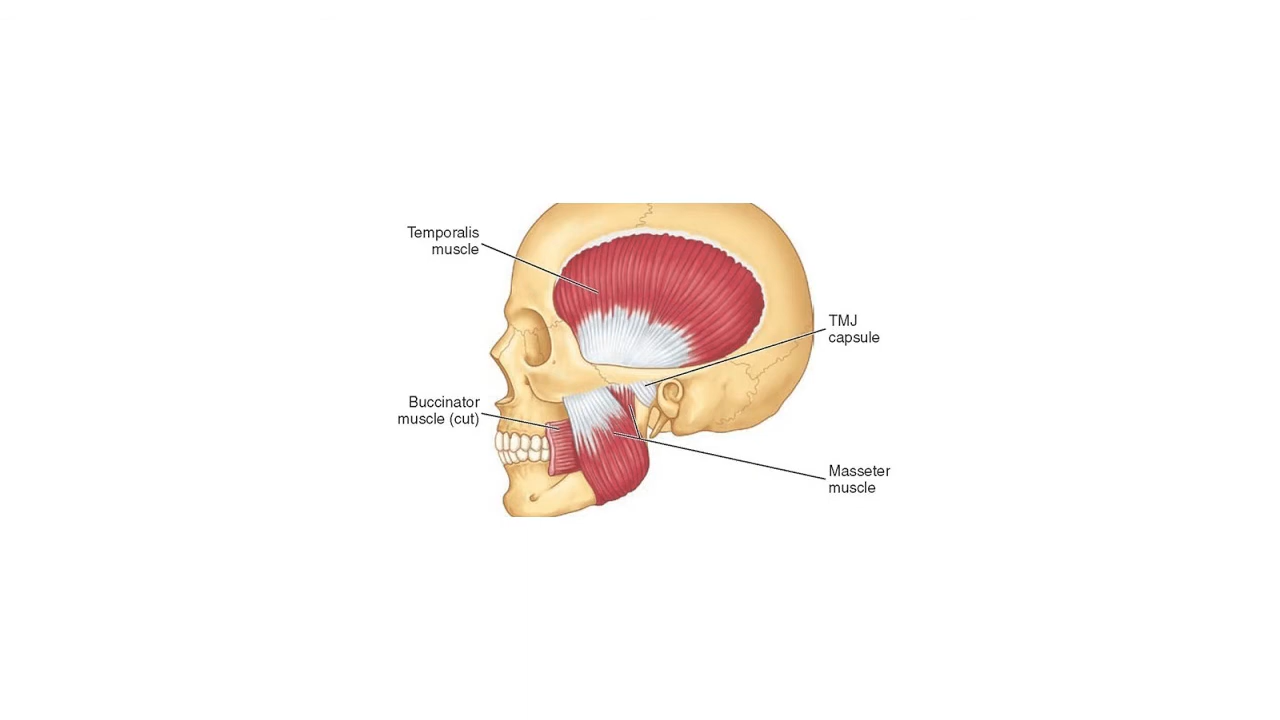 Temporalis
muscle
TMJ
capsule
Buccinator
muscle (cut)
Masseter
muscle